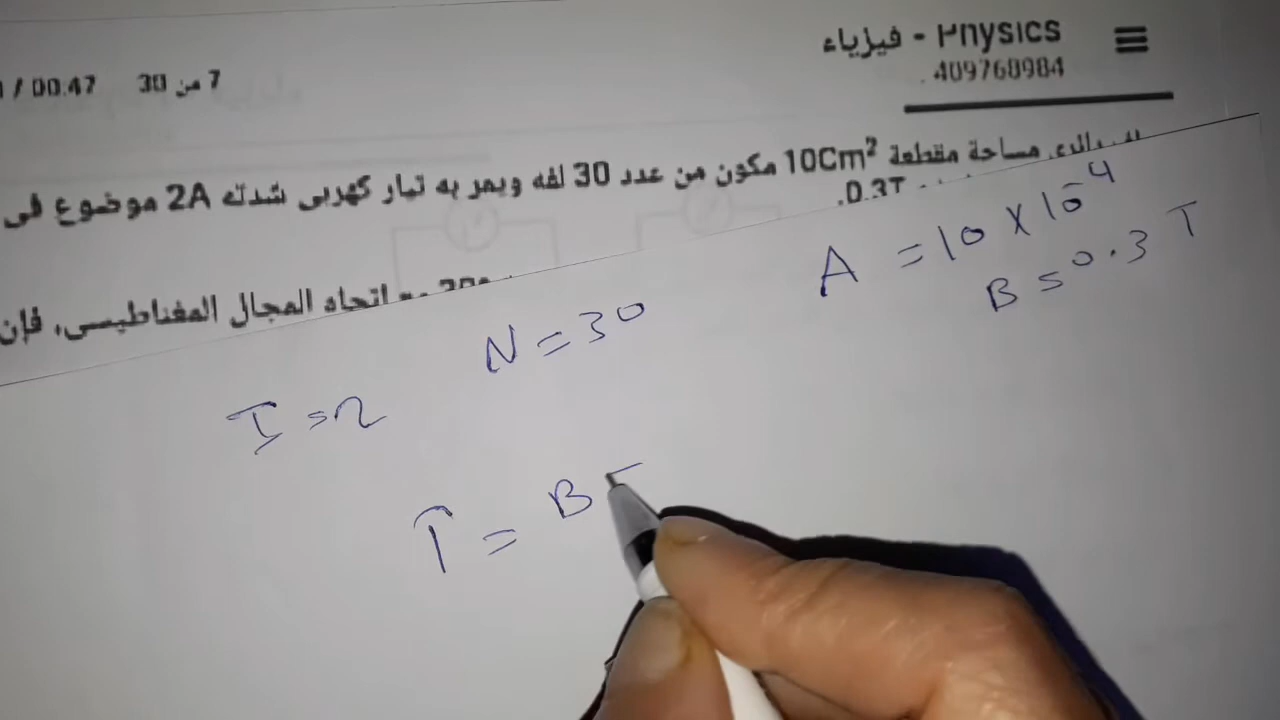 Physics - فيزياء
409768984
7 من 30
/ 00:47
مساحة مقطعة 10Cm² مكون من عدد 30 لفه ويمر به تيار كهربى شدته 2A موضوع فى
0.3T.
اتجاه المجال المغناطيسى، فإن
A = 10 × 10⁻⁴
B = 0.3 T
N = 30
I = 2
T = B